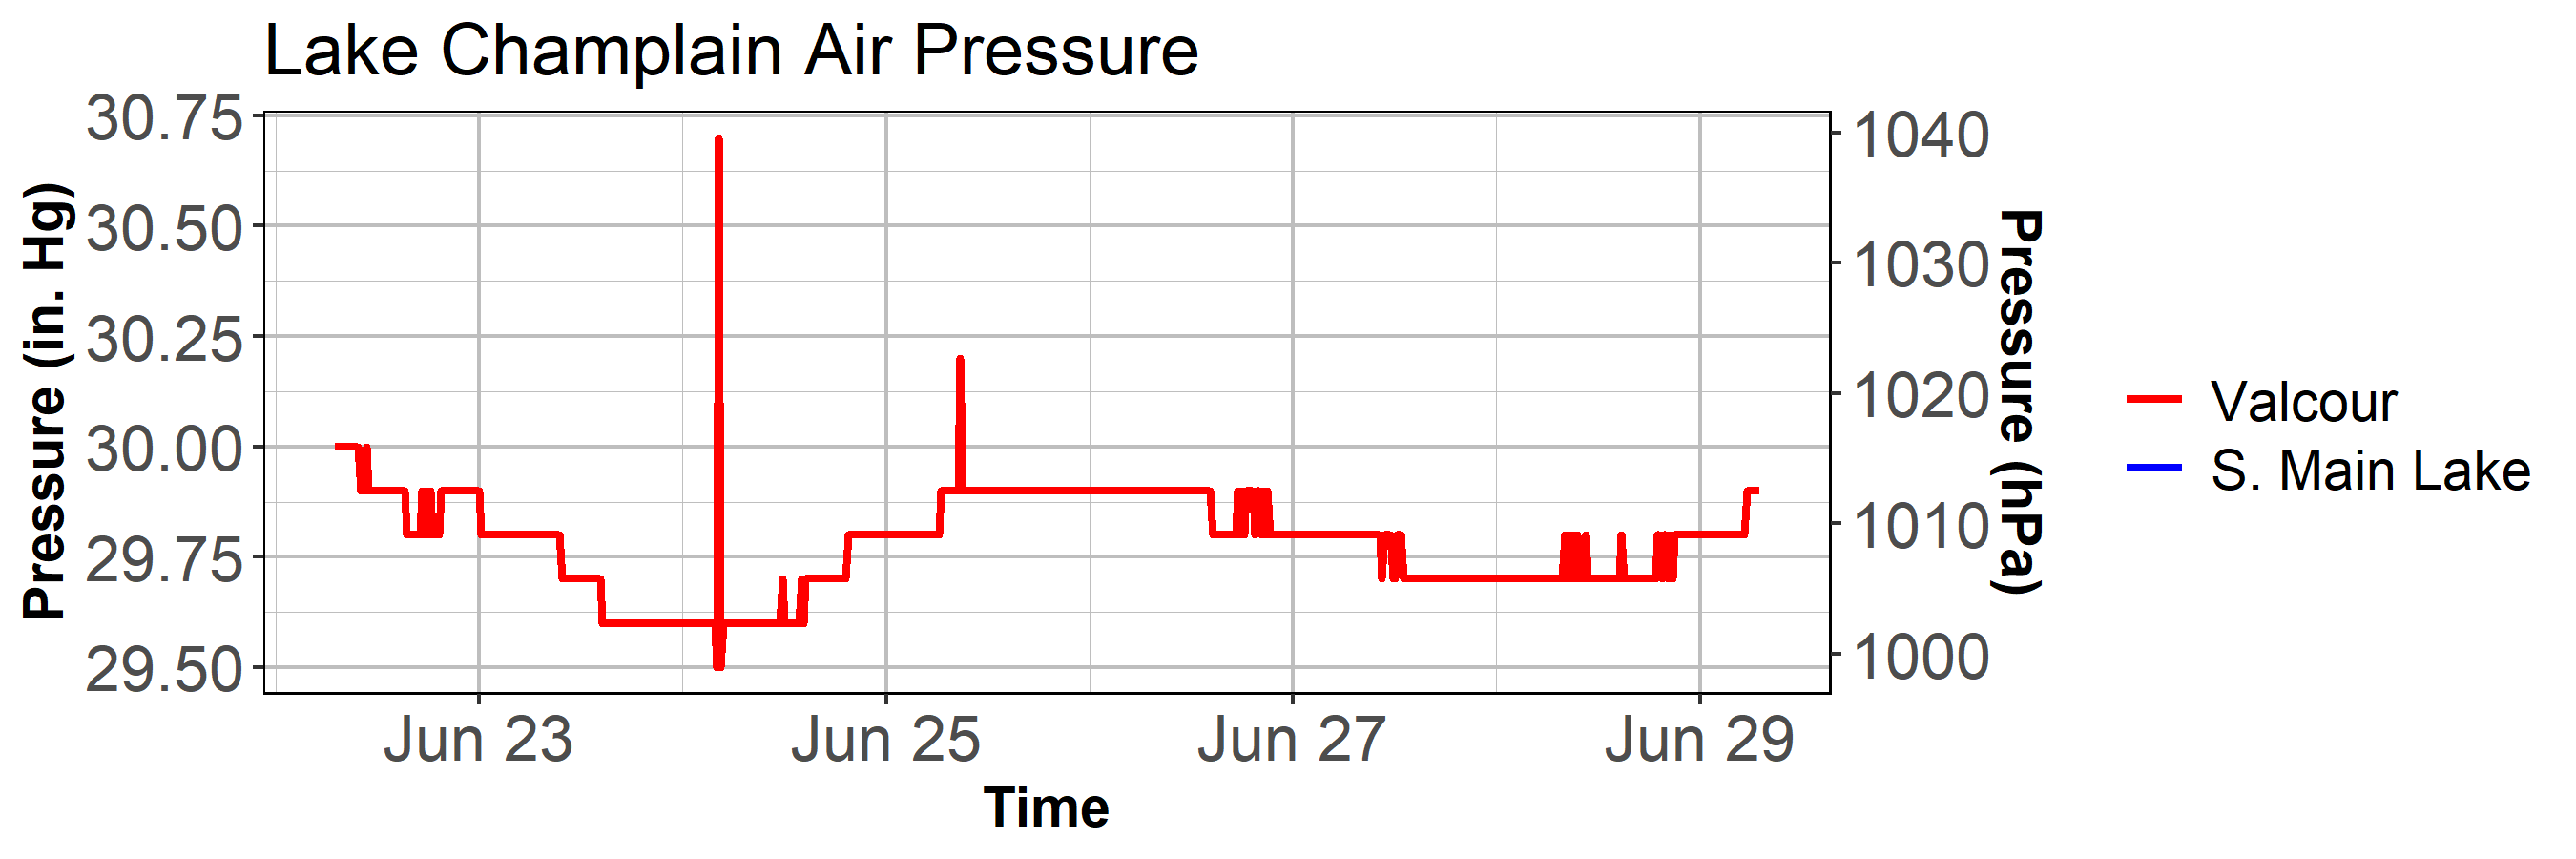 Lake Champlain Air Pressure
Pressure (in. Hg)
30.75
30.50
30.25
30.00
29.75
29.50
1040
1030
1020
1010
1000
Pressure (hPa)
Jun 23
Jun 25
Jun 27
Jun 29
Time
Valcour
S. Main Lake